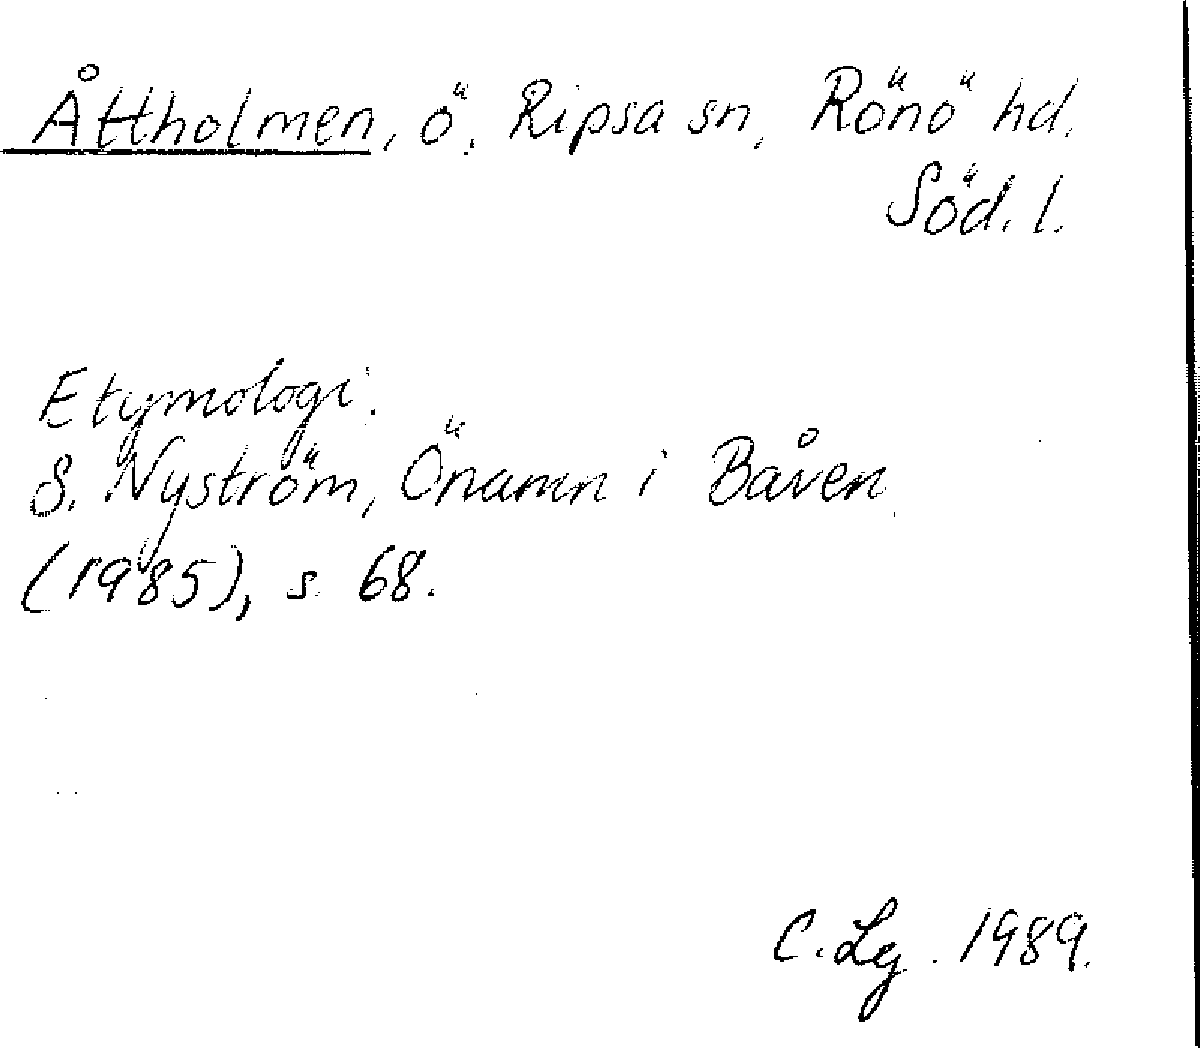 Åttholmen, ö. Ripsa sn, Rönö hd.
Söd. l.
Etymologi:
S. Nyström, Önamn i Båven
(1985), s. 68.
C. Lg. 1989.